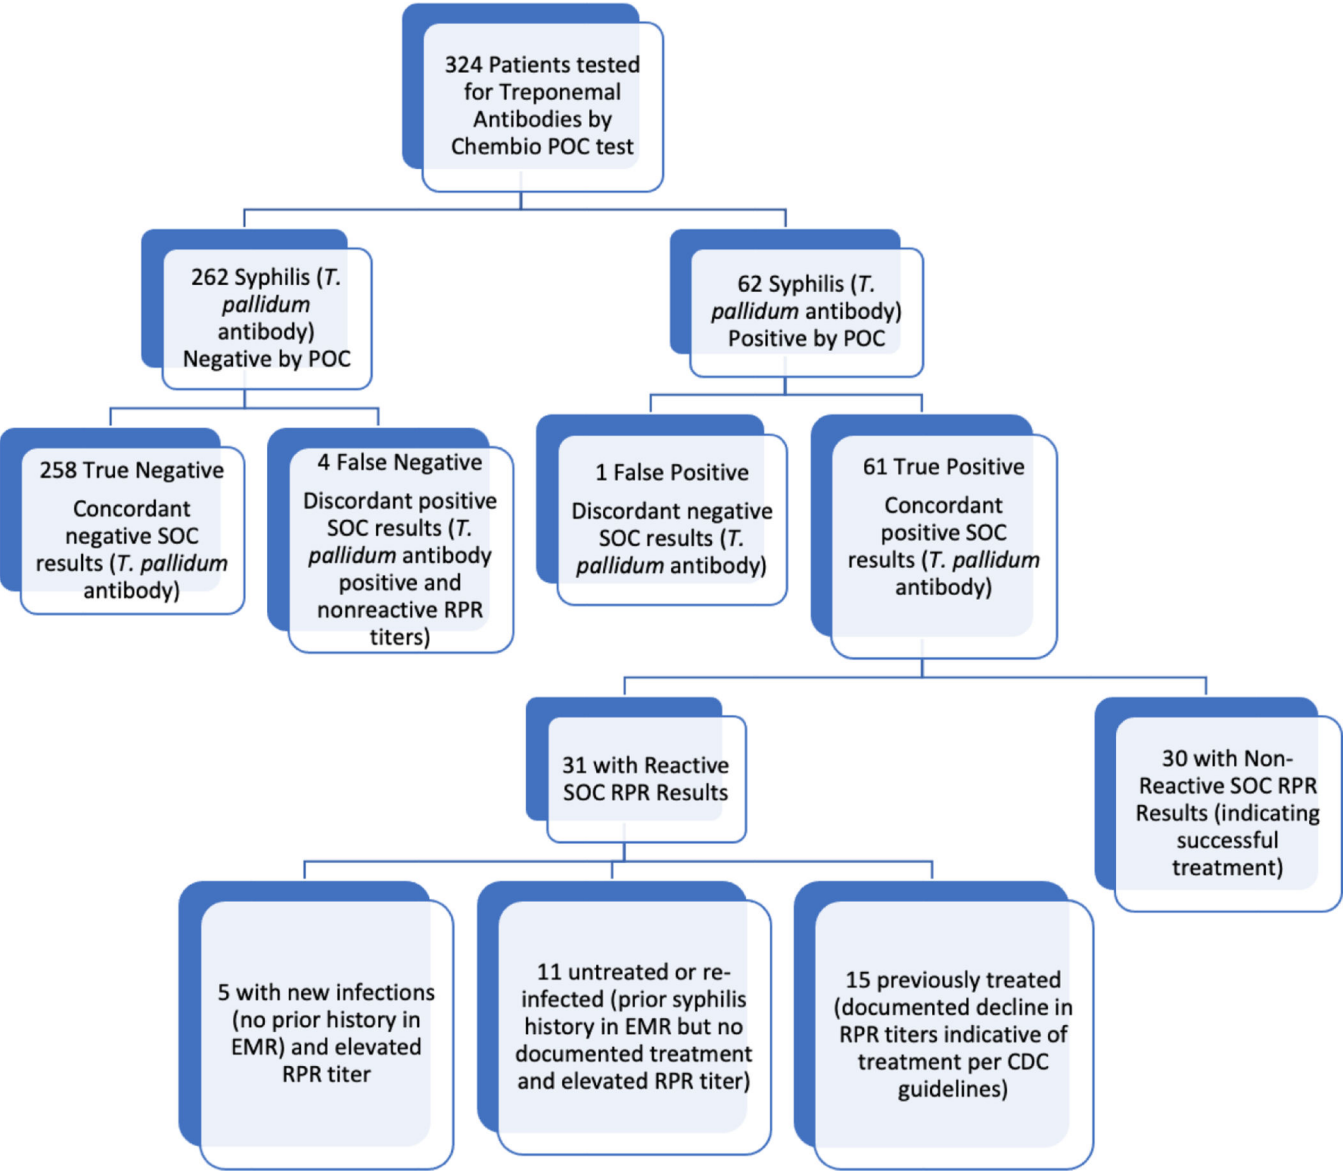 324 Patients tested
for Treponemal
Antibodies by
Chembio POC test
262 Syphilis (T.
pallidum
antibody)
Negative by POC
62 Syphilis (T.
pallidum antibody)
Positive by POC
258 True Negative
Concordant
negative SOC
results (T. pallidum
antibody)
4 False Negative
Discordant positive
SOC results (T.
pallidum antibody
positive and
nonreactive RPR
titers)
1 False Positive
Discordant negative
SOC results (T.
pallidum antibody)
61 True Positive
Concordant
positive SOC
results (T. pallidum
antibody)
31 with Reactive
SOC RPR Results
30 with Non-
Reactive SOC RPR
Results (indicating
successful
treatment)
5 with new infections
(no prior history in
EMR) and elevated
RPR titer
11 untreated or re-
infected (prior syphilis
history in EMR but no
documented treatment
and elevated RPR titer)
15 previously treated
(documented decline in
RPR titers indicative of
treatment per CDC
guidelines)